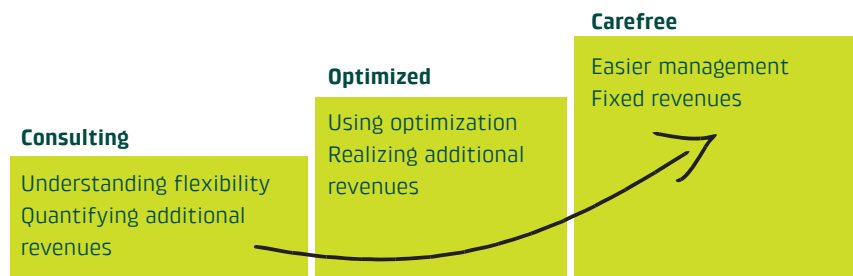 Consulting
Understanding flexibility
Quantifying additional
revenues
Optimized
Using optimization
Realizing additional
revenues
Carefree
Easier management
Fixed revenues